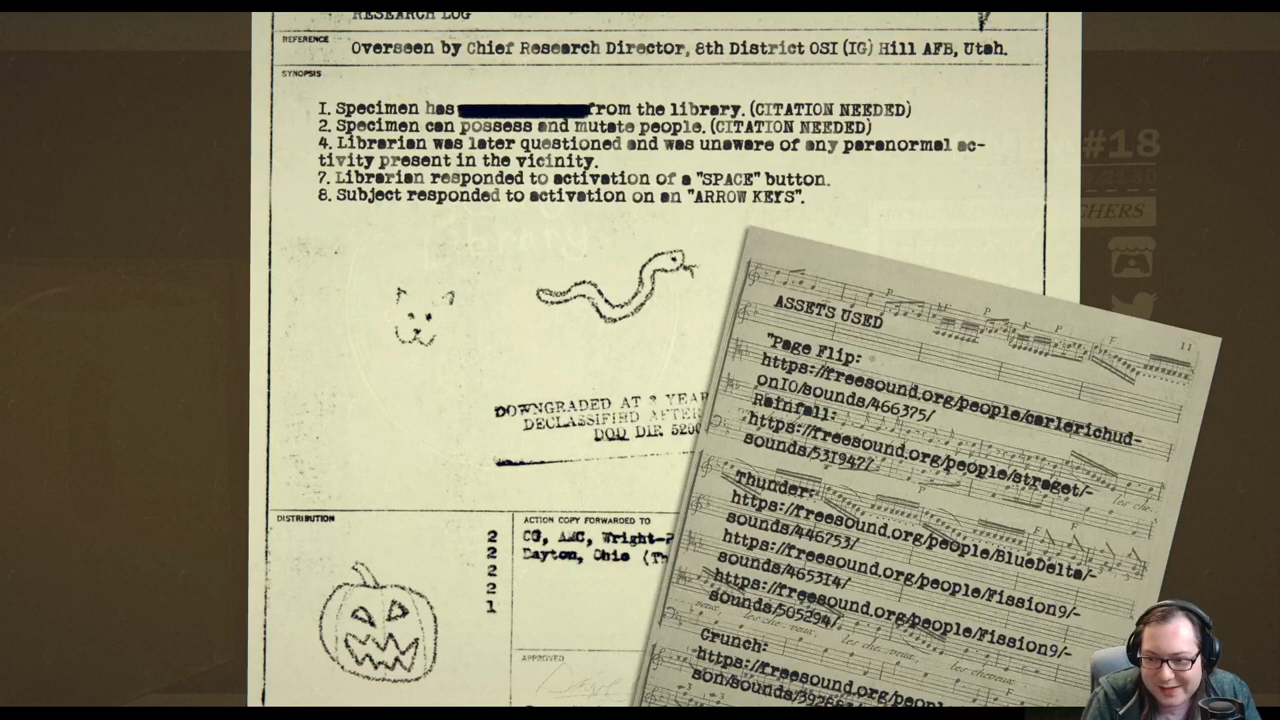 RESEARCH LOG
REFERENCE
Overseen by Chief Research Director, 8th District OSI (IG) Hill AFB, Utah.
SYNOPSIS
1. Specimen has from the library. (CITATION NEEDED)
2. Specimen can possess and mutate people. (CITATION NEEDED)
4. Librarian was later questioned and was unaware of any paranormal ac-
tivity present in the vicinity.
7. Librarian responded to activation of a "SPACE" button.
8. Subject responded to activation on an "ARROW KEYS".
#18
Library
DOWNGRADED AT 3 YEAR
DECLASSIFIED AFTER
DOD DIR 5200
DISTRIBUTION
2
2
2
2
1
ACTION COPY FORWARDED TO
CG, AMC, Wright-P
Dayton, Ohio (Th
APPROVED
11
ASSETS USED
"Page Flip:
https://freesound.org/people/carlerichud-
son10/sounds/466375/
Rainfall:
https://freesound.org/people/straget/-
sounds/531947/
Thunder:
https://freesound.org/people/BlueDelta/-
sounds/446753/
https://freesound.org/people/Fission9/-
sounds/465314/
https://freesound.org/people/Fission9/-
sounds/505294/
Crunch:
https://freesound.org/peopl